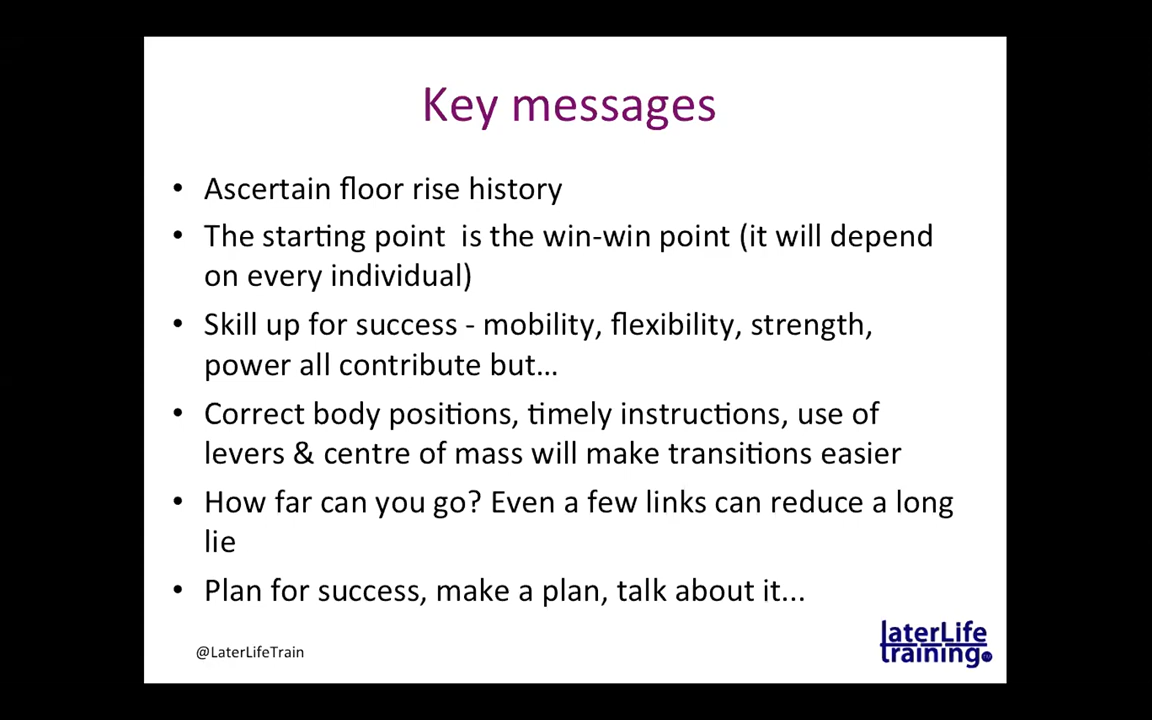 Key messages
• Ascertain floor rise history
• The starting point  is the win-win point (it will depend
on every individual)
• Skill up for success - mobility, flexibility, strength,
power all contribute but...
• Correct body positions, timely instructions, use of
levers & centre of mass will make transitions easier
• How far can you go? Even a few links can reduce a long
lie
• Plan for success, make a plan, talk about it...
@LaterLifeTrain
laterLife
training